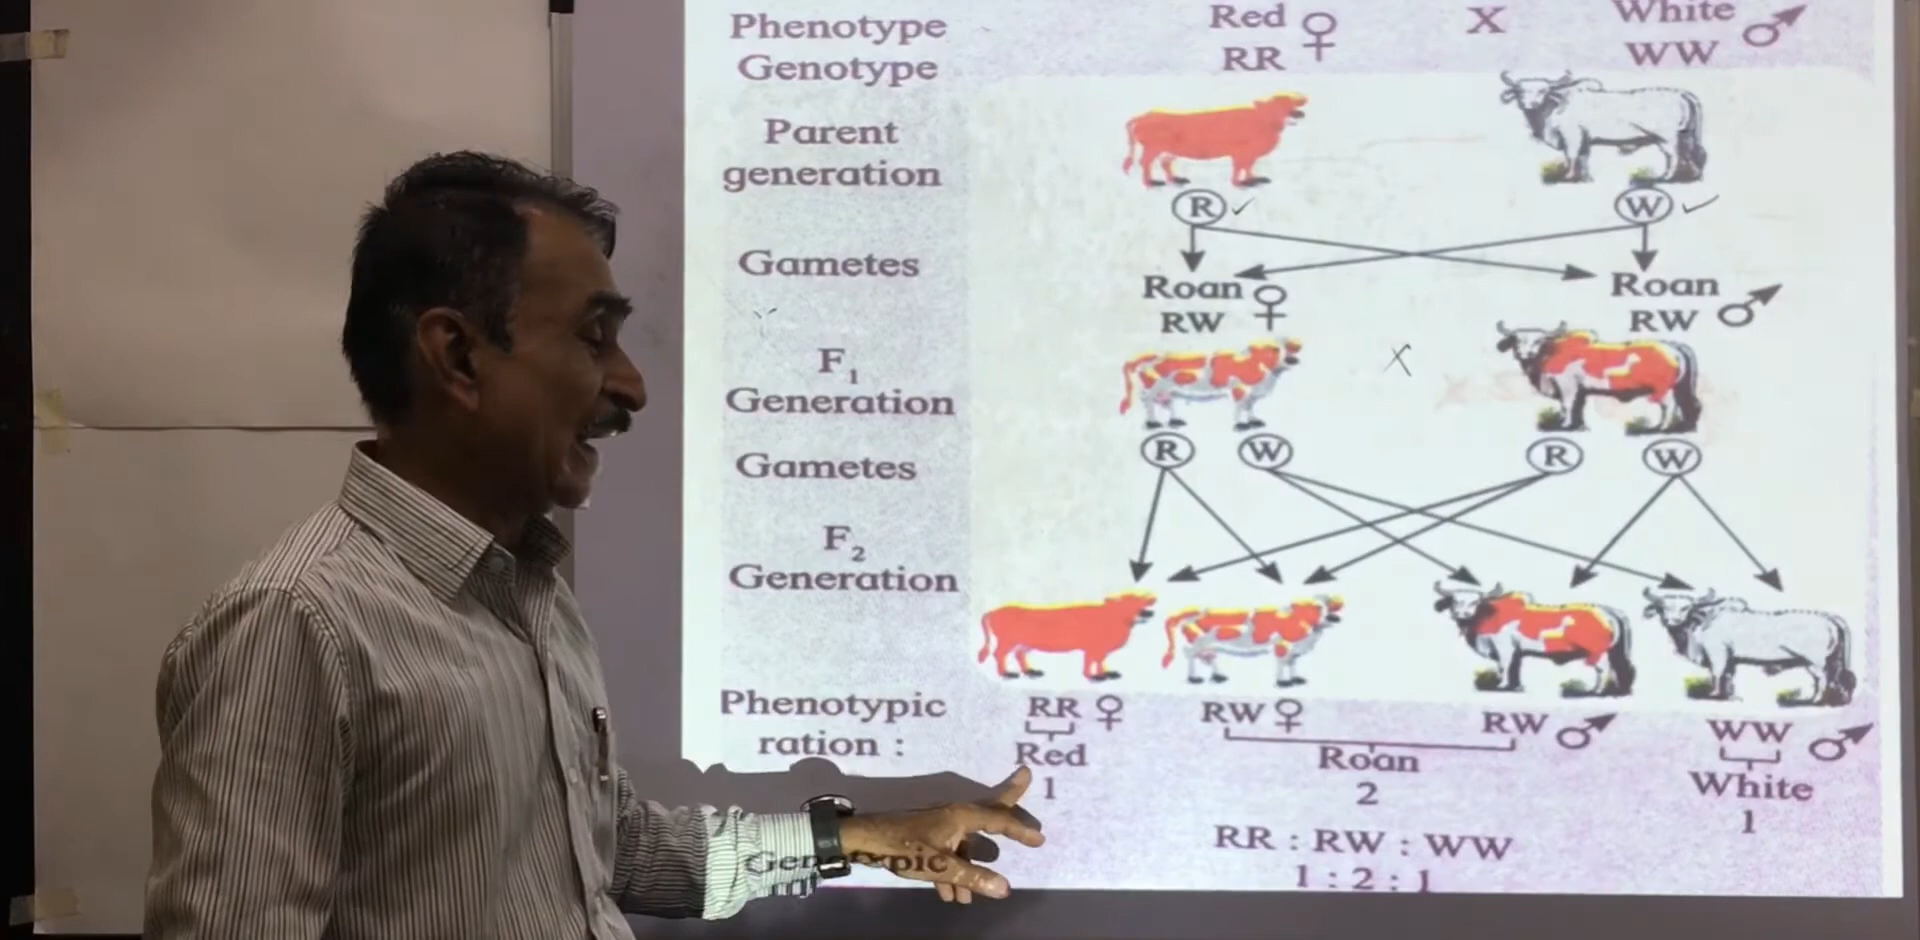 Phenotype Red ♀ X White ♂
Genotype RR WW
Parent
generation
R W
Gametes
Roan ♀ Roan
RW RW ♂
F₁
Generation
X
R W R W
Gametes
F₂
Generation
Phenotypic RR ♀ RW ♀ RW ♂ WW ♂
ration : Red Roan White
1 2 1
RR : RW : WW
Genotypic 1 : 2 : 1